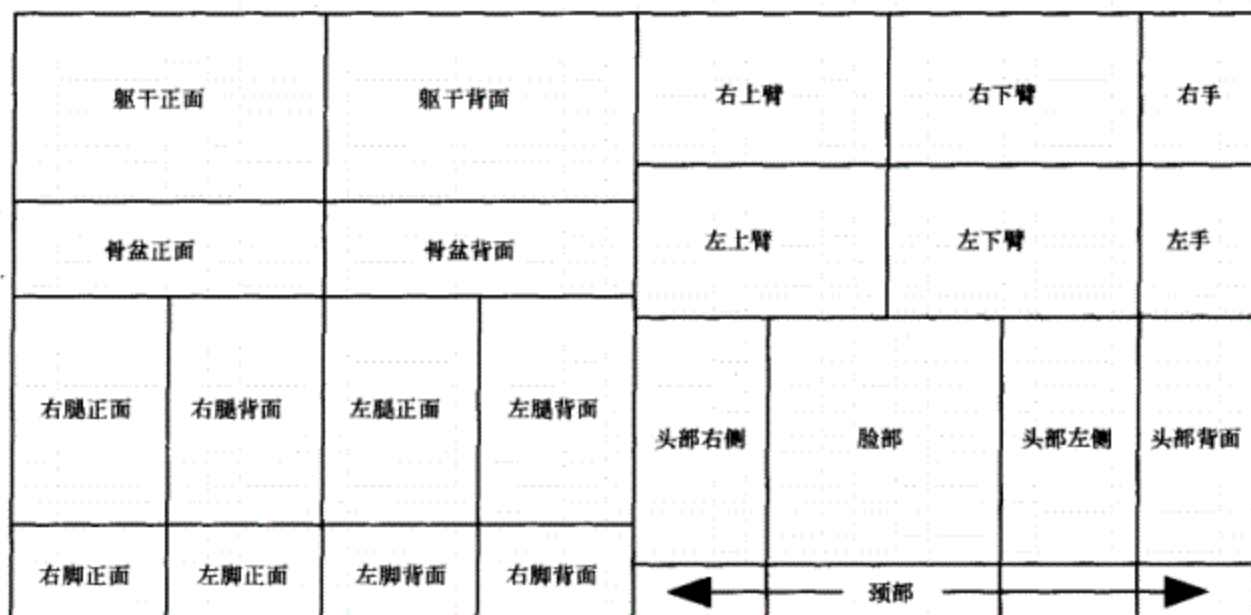 躯干正面
躯干背面
右上臂
右下臂
右手
左上臂
左下臂
左手
骨盆正面
骨盆背面
右腿正面
右腿背面
左腿正面
左腿背面
头部右侧
脸部
头部左侧
头部背面
右脚正面
左脚正面
左脚背面
右脚背面
颈部